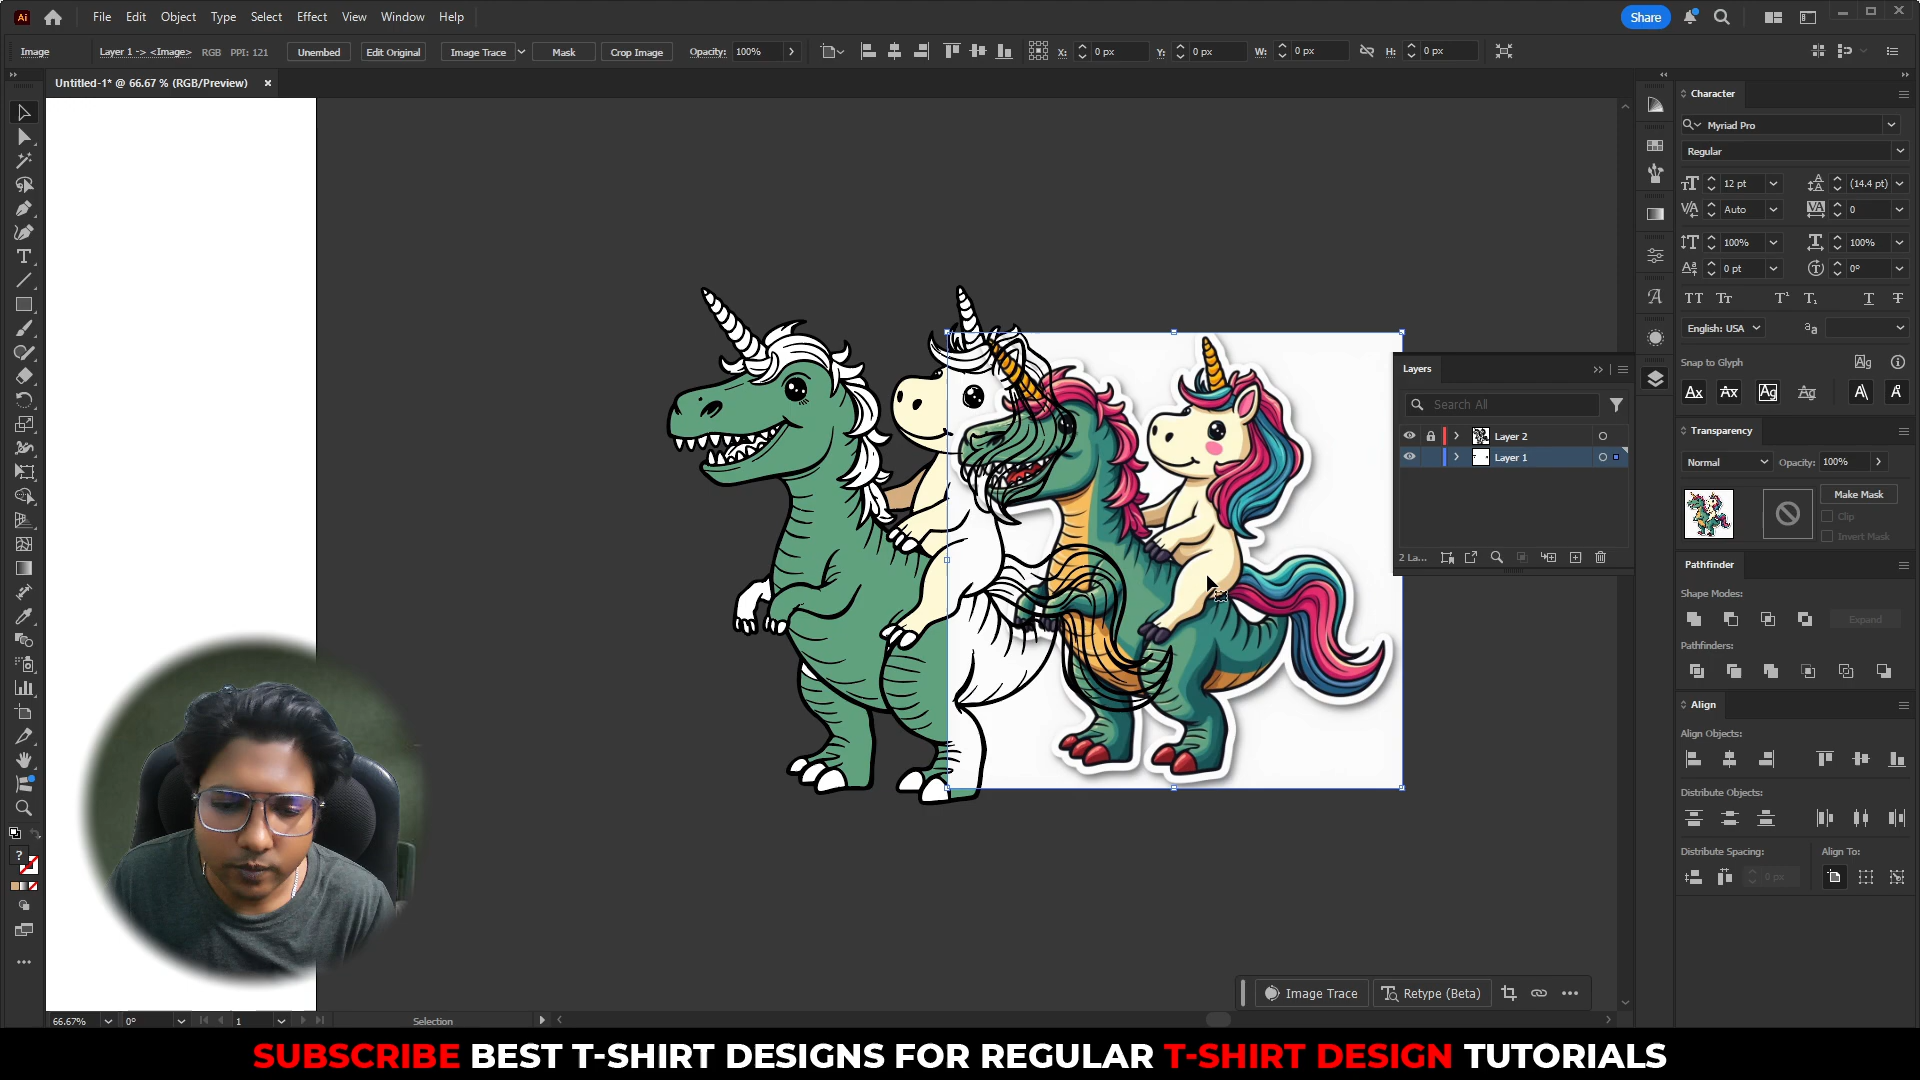 Ai File Edit Object Type Select Effect View Window Help Share
Image Layer 1 -> <Image> RGB PPI: 121 Unembed Edit Original Image Trace Mask Crop Image Opacity: 100% X: 0 px Y: 0 px W: 0 px H: 0 px
Untitled-1* @ 66.67 % (RGB/Preview)
Character
Myriad Pro
Regular
12 pt (14.4 pt)
Auto 0
100% 100%
0 pt 0°
English: USA
Snap to Glyph
Transparency
Normal Opacity: 100%
Make Mask
Clip
Invert Mask
Pathfinder
Shape Modes:
Expand
Pathfinders:
Align
Align Objects:
Distribute Objects:
Distribute Spacing: Align To:
0 px
Layers
Search All
Layer 2
Layer 1
2 La...
Image Trace Retype (Beta)
66.67% 0° 1 Selection
SUBSCRIBE BEST T-SHIRT DESIGNS FOR REGULAR T-SHIRT DESIGN TUTORIALS